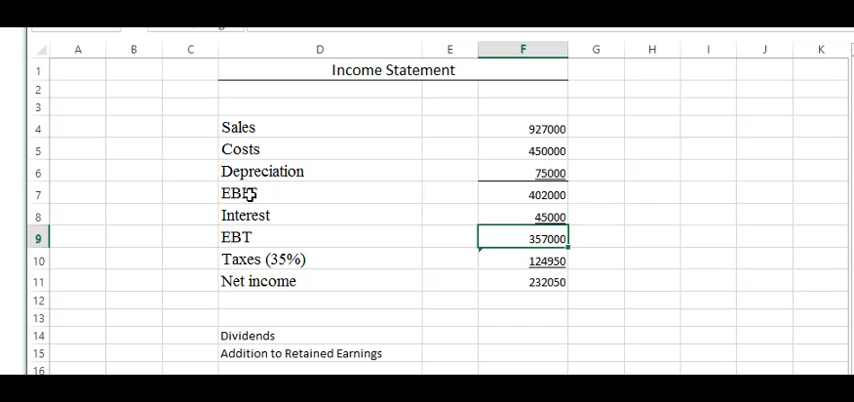 A B C D E F G H I J K
1 Income Statement
2
3
4 Sales 927000
5 Costs 450000
6 Depreciation 75000
7 402000
8 Interest 45000
9 EBT 357000
10 Taxes (35%) 124950
11 Net income 232050
12
13
14 Dividends
15 Addition to Retained Earnings
16